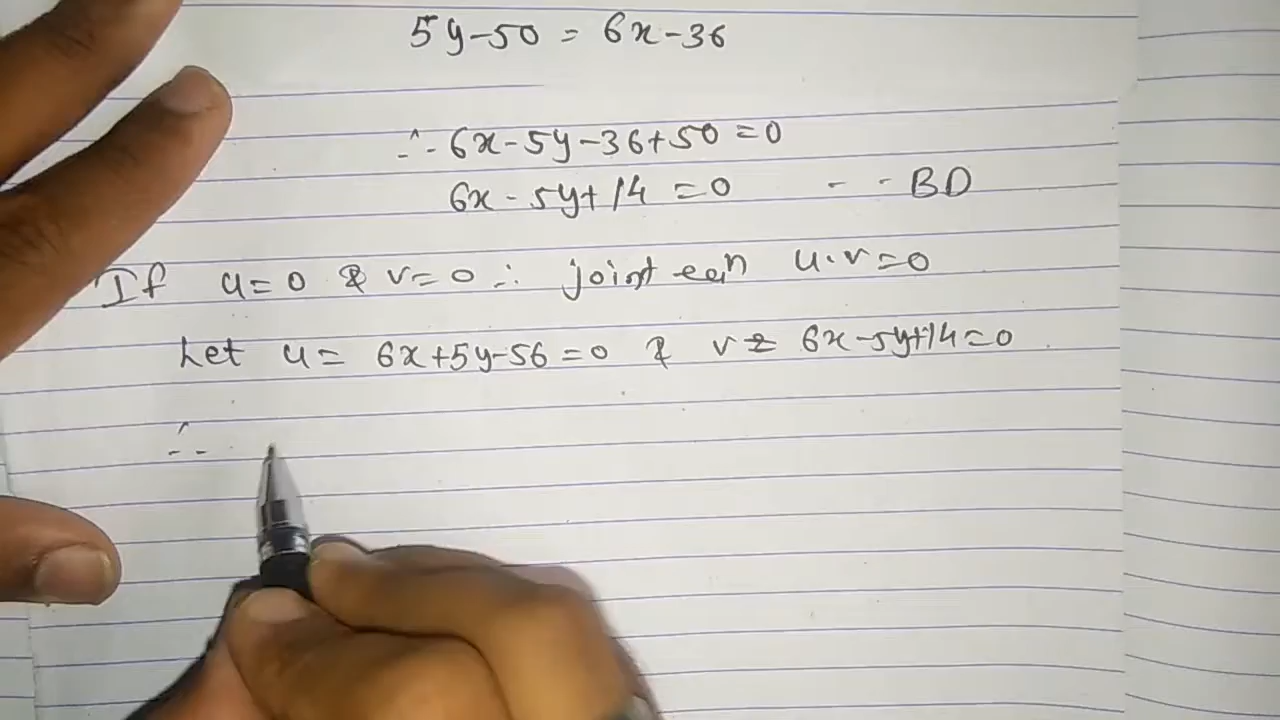 5y-50 = 6x-36
∴ 6x-5y-36+50=0
6x-5y+14=0 - - BD
If u=0 & v=0 ∴ joint eqn u.v=0
Let u= 6x+5y-56=0 & v= 6x-5y+14=0
∴